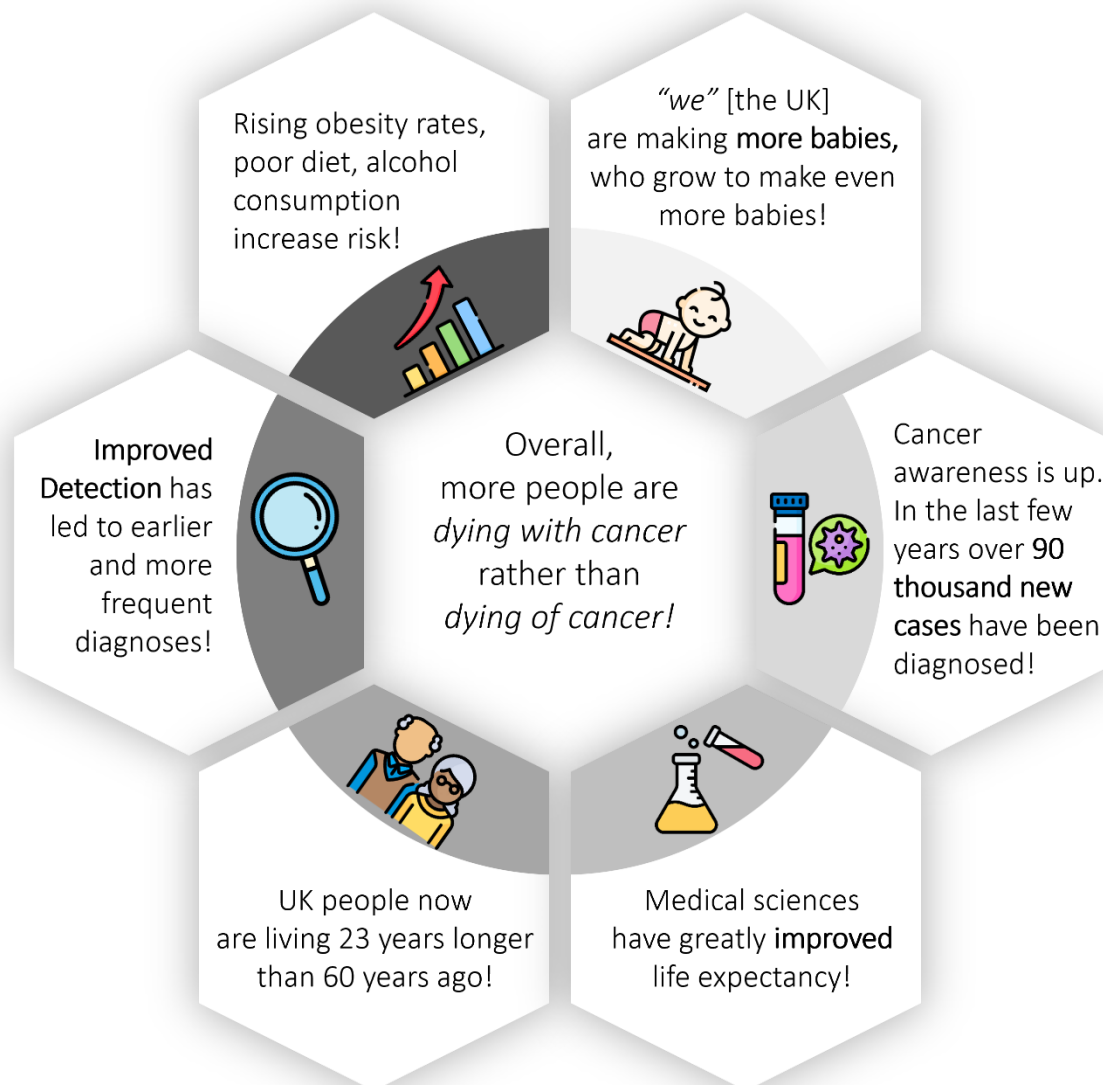 Rising obesity rates,
poor diet, alcohol
consumption
increase risk!
“we” [the UK]
are making more babies,
who grow to make even
more babies!
Improved
Detection has
led to earlier
and more
frequent
diagnoses!
Overall,
more people are
dying with cancer
rather than
dying of cancer!
Cancer
awareness is up.
In the last few
years over 90
thousand new
cases have been
diagnosed!
UK people now
are living 23 years longer
than 60 years ago!
Medical sciences
have greatly improved
life expectancy!